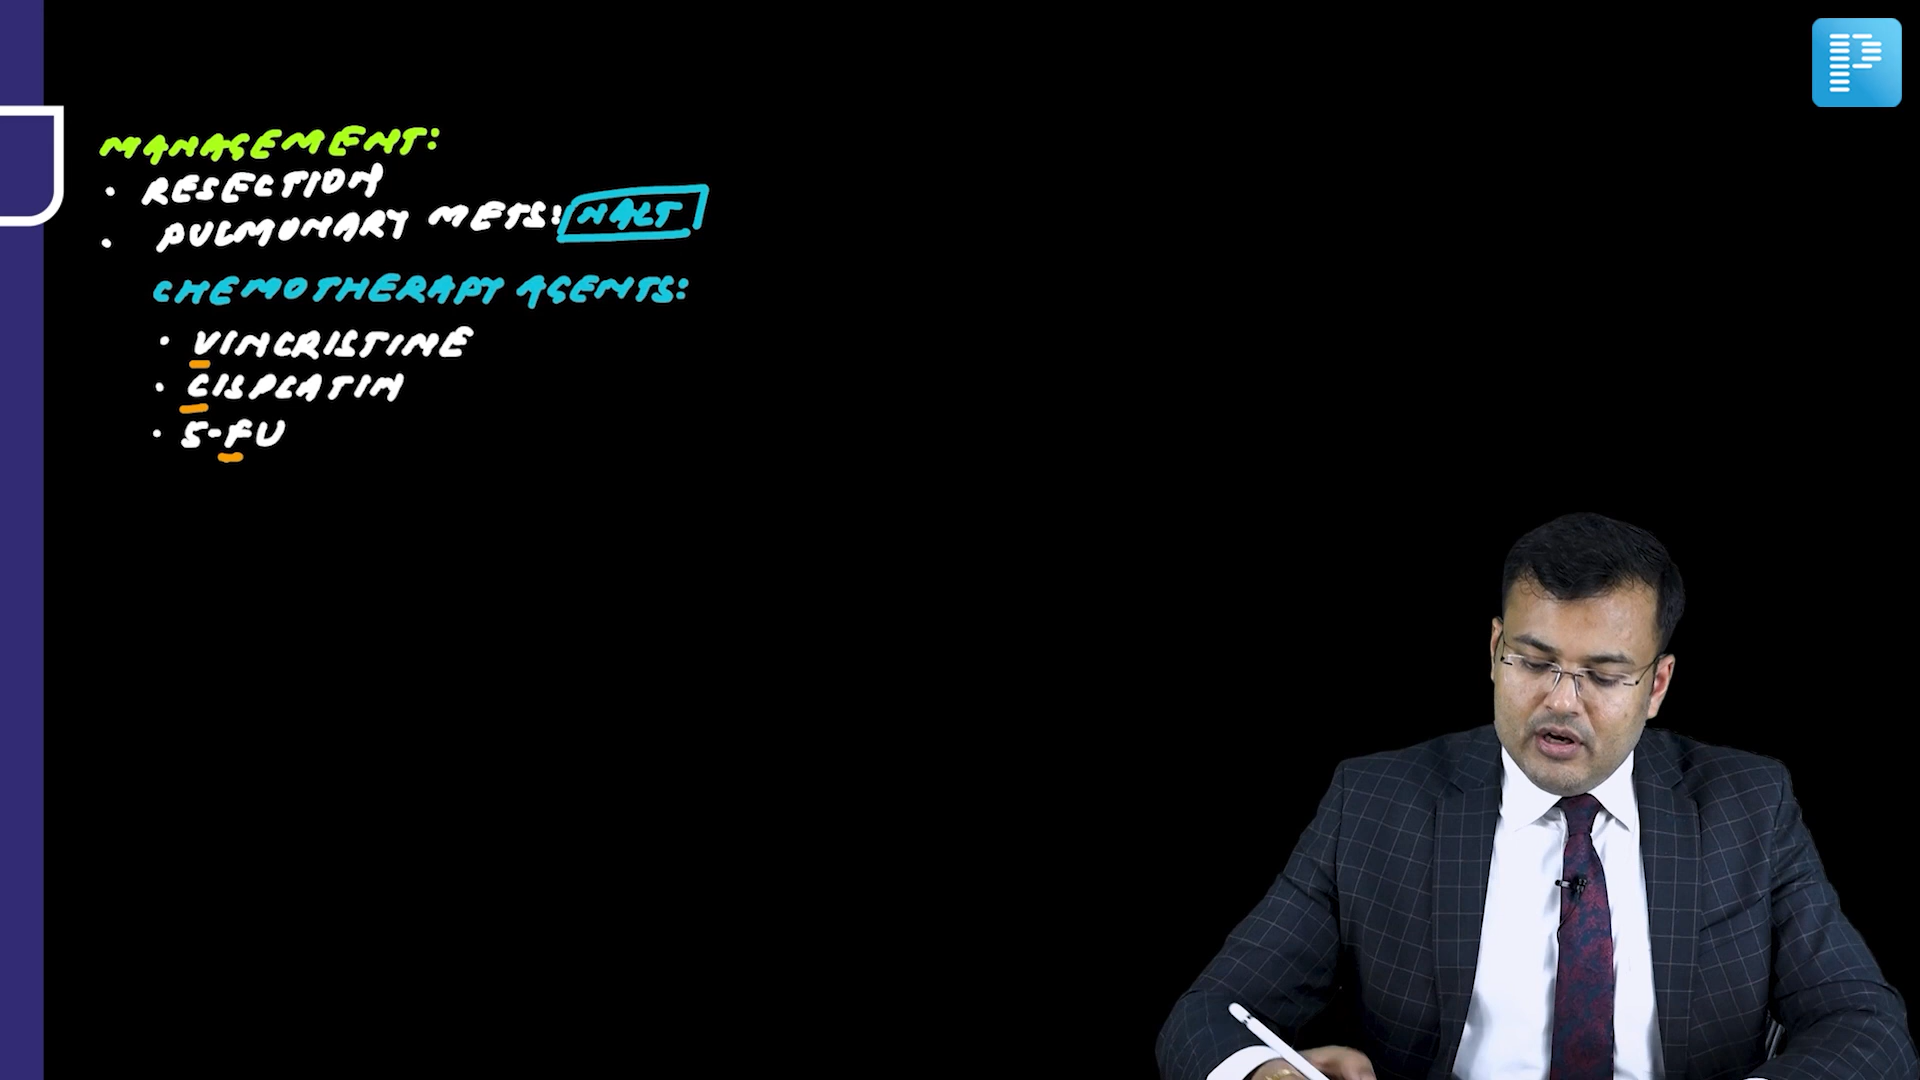 MANAGEMENT:
• RESECTION
• PULMONARY METS: NACT
CHEMOTHERAPY AGENTS:
• VINCRISTINE
• CISPLATIN
• 5-FU